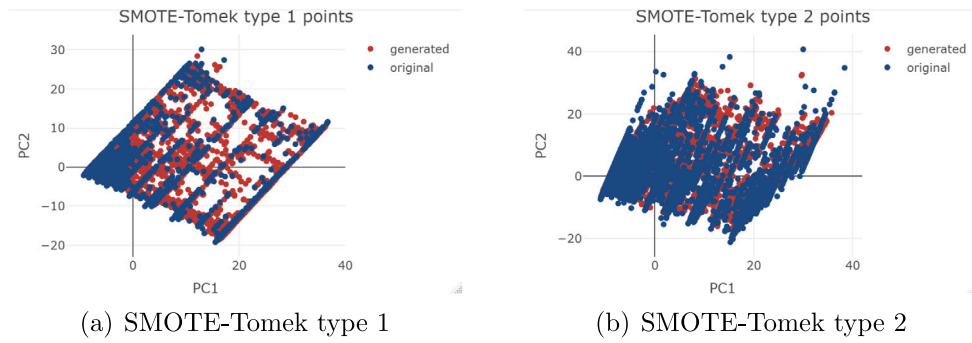 SMOTE-Tomek type 1 points
generated
original
30
20
10
0
−10
−20
PC2
0
20
40
PC1
(a) SMOTE-Tomek type 1
SMOTE-Tomek type 2 points
generated
original
40
20
0
−20
PC2
0
20
40
PC1
(b) SMOTE-Tomek type 2